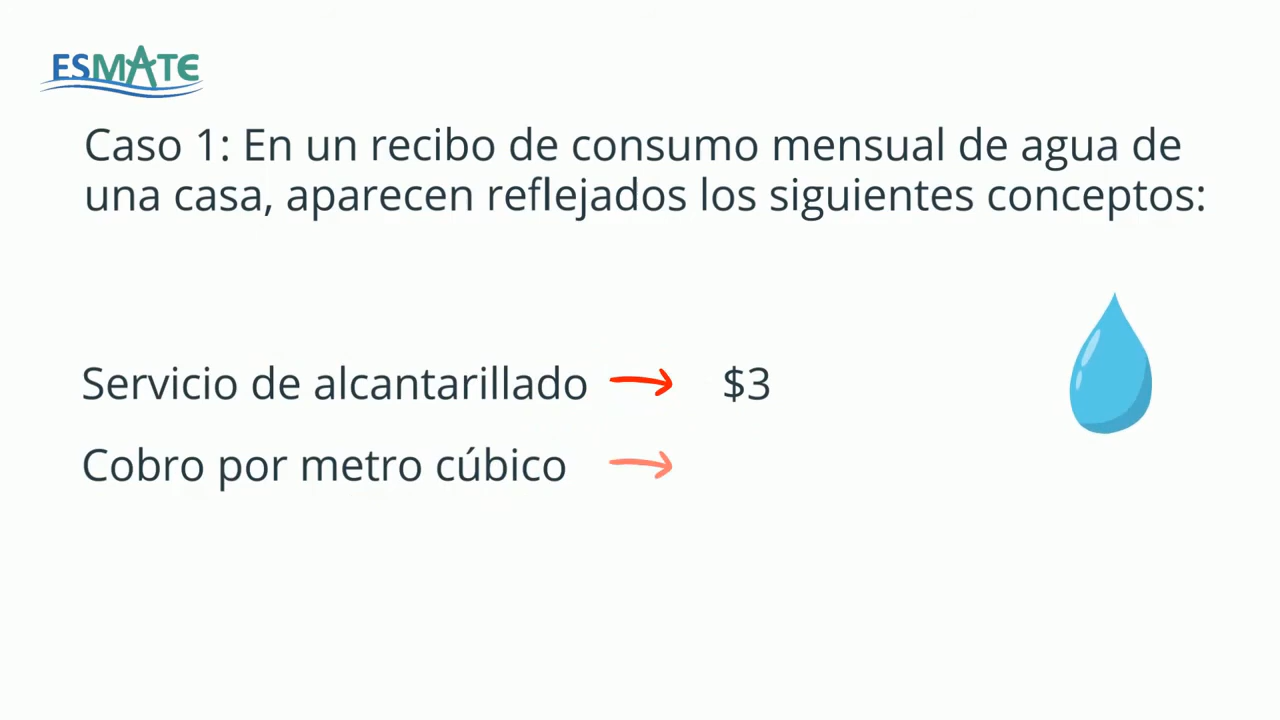 ESMATE
Caso 1: En un recibo de consumo mensual de agua de
una casa, aparecen reflejados los siguientes conceptos:
Servicio de alcantarillado → $3
Cobro por metro cúbico →